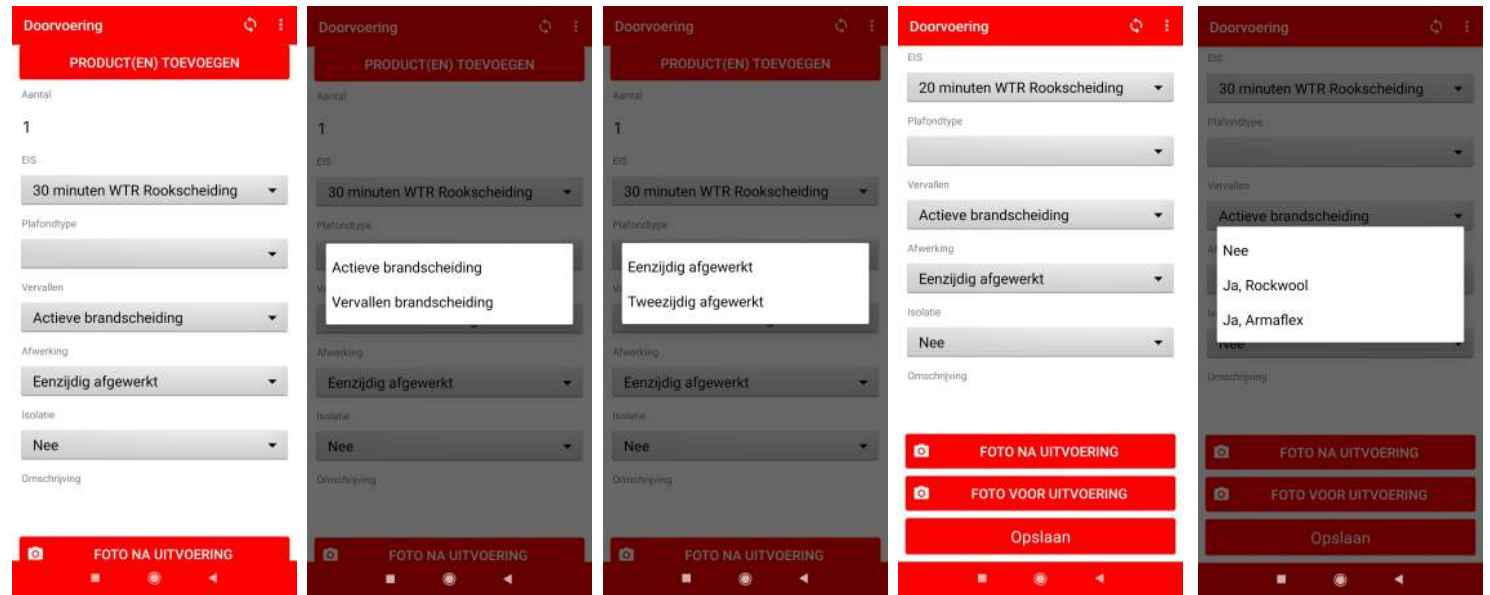 Doorvoering
PRODUCT(EN) TOEVOEGEN
Aantal
1
EIS
30 minuten WTR Rookscheiding
Plafondtype
Vervallen
Actieve brandscheiding
Afwerking
Eenzijdig afgewerkt
Isolatie
Nee
Omschrijving
FOTO NA UITVOERING
Doorvoering
PRODUCT(EN) TOEVOEGEN
Aantal
1
EIS
30 minuten WTR Rookscheiding
Plafondtype
Actieve brandscheiding
Vervallen brandscheiding
Afwerking
Eenzijdig afgewerkt
Isolatie
Nee
Omschrijving
FOTO NA UITVOERING
Doorvoering
PRODUCT(EN) TOEVOEGEN
Aantal
1
EIS
30 minuten WTR Rookscheiding
Plafondtype
Eenzijdig afgewerkt
Tweezijdig afgewerkt
Afwerking
Eenzijdig afgewerkt
Isolatie
Nee
Omschrijving
FOTO NA UITVOERING
Doorvoering
EIS
20 minuten WTR Rookscheiding
Plafondtype
Vervallen
Actieve brandscheiding
Afwerking
Eenzijdig afgewerkt
Isolatie
Nee
Omschrijving
FOTO NA UITVOERING
FOTO VOOR UITVOERING
Opslaan
Doorvoering
EIS
30 minuten WTR Rookscheiding
Plafondtype
Vervallen
Actieve brandscheiding
Nee
Ja, Rockwool
Ja, Armaflex
Nee
Omschrijving
FOTO NA UITVOERING
FOTO VOOR UITVOERING
Opslaan